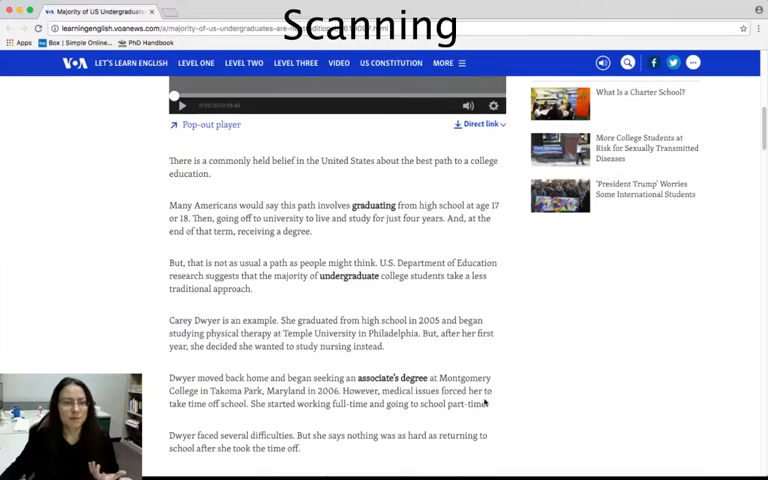 Majority of US Undergraduate
Scanning
learningenglish.voanews.com/a/majority-of-us-undergraduates-are-n
Apps
Box | Simple Online...
PhD Handbook
VOA
LET'S LEARN ENGLISH
LEVEL ONE
LEVEL TWO
LEVEL THREE
VIDEO
US CONSTITUTION
MORE
Pop-out player
Direct link
There is a commonly held belief in the United States about the best path to a college
education.
Many Americans would say this path involves graduating from high school at age 17
or 18. Then, going off to university to live and study for just four years. And, at the
end of that term, receiving a degree.
But, that is not as usual a path as people might think. U.S. Department of Education
research suggests that the majority of undergraduate college students take a less
traditional approach.
Carey Dwyer is an example. She graduated from high school in 2005 and began
studying physical therapy at Temple University in Philadelphia. But, after her first
year, she decided she wanted to study nursing instead.
Dwyer moved back home and began seeking an associate's degree at Montgomery
College in Takoma Park, Maryland in 2006. However, medical issues forced her to
take time off school. She started working full-time and going to school part-time.
Dwyer faced several difficulties. But she says nothing was as hard as returning to
school after she took the time off.
What Is a Charter School?
More College Students at
Risk for Sexually Transmitted
Diseases
'President Trump' Worries
Some International Students